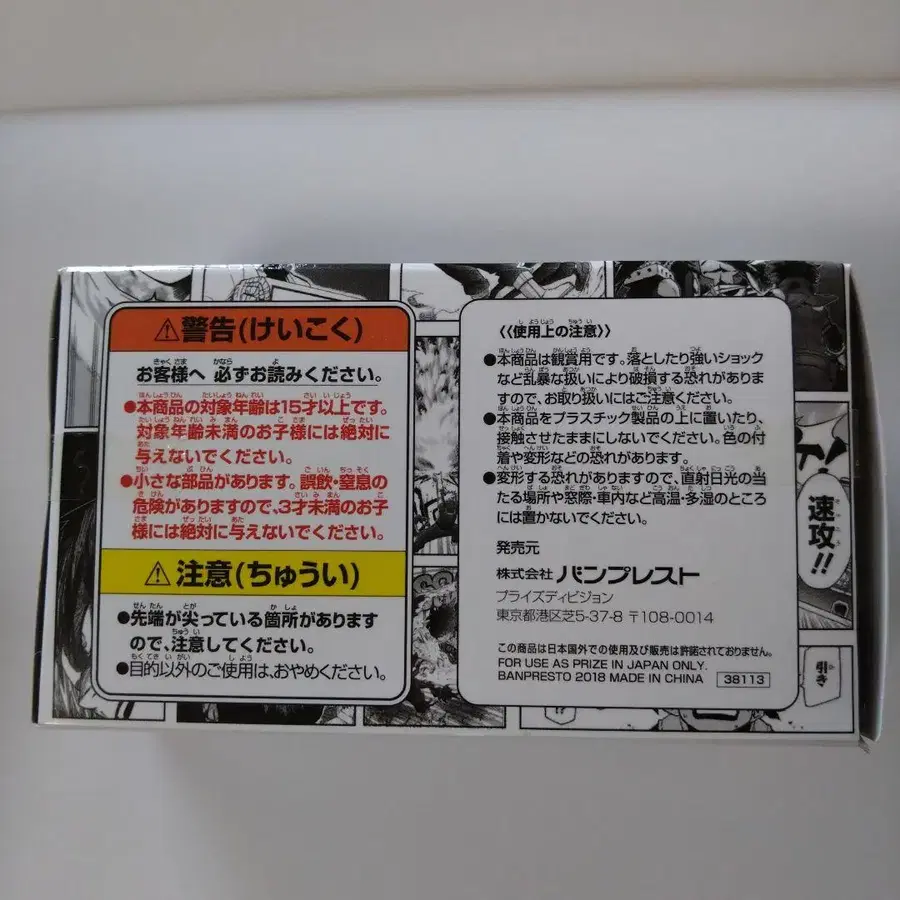 ⚠警告(けいこく)
お客様へ 必ずお読みください。
●本商品の対象年齢は15才以上です。
対象年齢未満のお子様には絶対に
与えないでください。
●小さな部品があります。誤飲・窒息の
危険がありますので、3才未満のお子
様には絶対に与えないでください。
⚠注意(ちゅうい)
●先端が尖っている箇所があります
ので、注意してください。
●目的以外のご使用は、おやめください。
《使用上の注意》
●本商品は観賞用です。落としたり強いショック
など乱暴な扱いにより破損する恐れがありま
すので、お取り扱いにはご注意ください。
●本商品をプラスチック製品の上に置いたり、
接触させたままにしないでください。色の付
着や変形などの恐れがあります。
●変形する恐れがありますので、直射日光の当
たる場所や窓際・車内など高温・多湿のところ
には置かないでください。
発売元
株式会社 バンプレスト
プライズディビジョン
東京都港区芝5-37-8 〒108-0014
この商品は日本国外での使用及び販売は許諾されておりません。
FOR USE AS PRIZE IN JAPAN ONLY.
BANPRESTO 2018 MADE IN CHINA 38113
速攻!!
引き